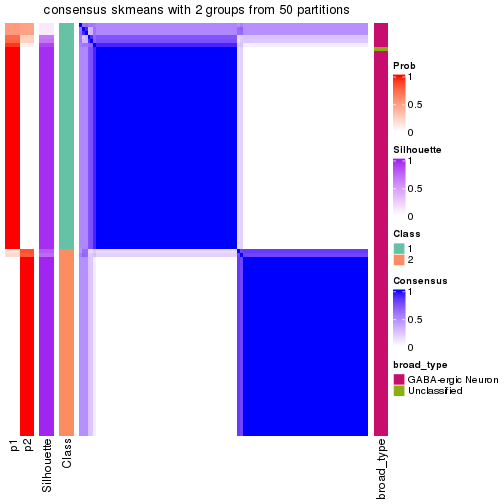 consensus skmeans with 2 groups from 50 partitions
Prob
1
0.5
0
Silhouette
1
0.5
0
Class
1
2
Consensus
1
0.5
0
broad_type
GABA-ergic Neuron
Unclassified
p1
p2
Silhouette
Class
broad_type